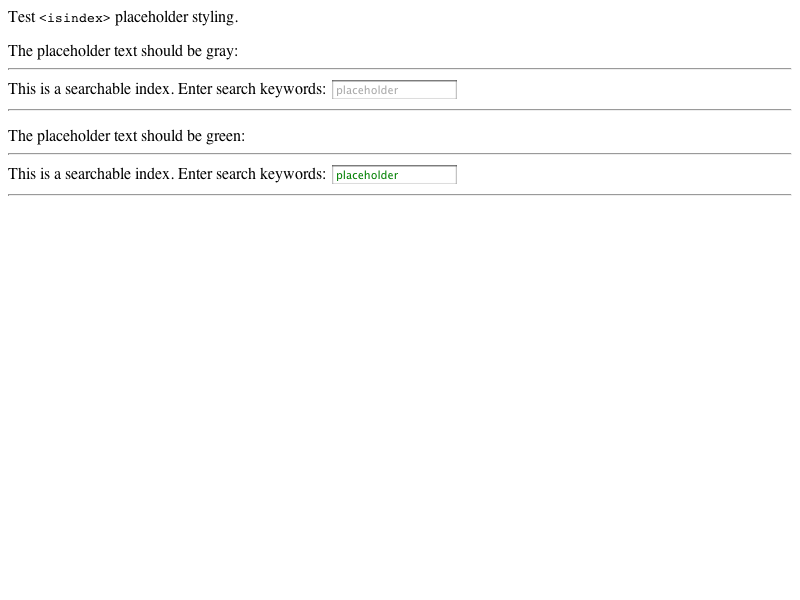 Test <isindex> placeholder styling.
The placeholder text should be gray:
This is a searchable index. Enter search keywords: placeholder
The placeholder text should be green:
This is a searchable index. Enter search keywords: placeholder